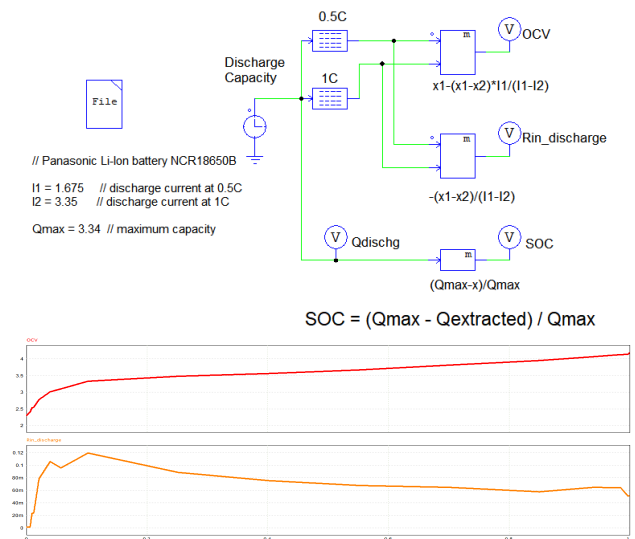 0.5C
m
V
OCV
Discharge
Capacity
1C
x1-(x1-x2)*I1/(I1-I2)
File
m
V
Rin_discharge
// Panasonic Li-Ion battery NCR18650B
-(x1-x2)/(I1-I2)
I1 = 1.675 // discharge current at 0.5C
I2 = 3.35 // discharge current at 1C
Qmax = 3.34 // maximum capacity
V
Qdischg
m
V
SOC
(Qmax-x)/Qmax
SOC = (Qmax - Qextracted) / Qmax
OCV
4
3.5
3
2.5
2
Rin_discharge
0.12
0.1
80m
60m
40m
20m
0